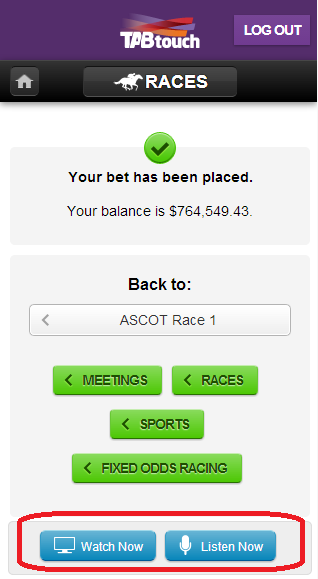 TABtouch
LOG OUT
RACES
Your bet has been placed.
Your balance is $764,549.43.
Back to:
ASCOT Race 1
MEETINGS
RACES
SPORTS
FIXED ODDS RACING
Watch Now
Listen Now